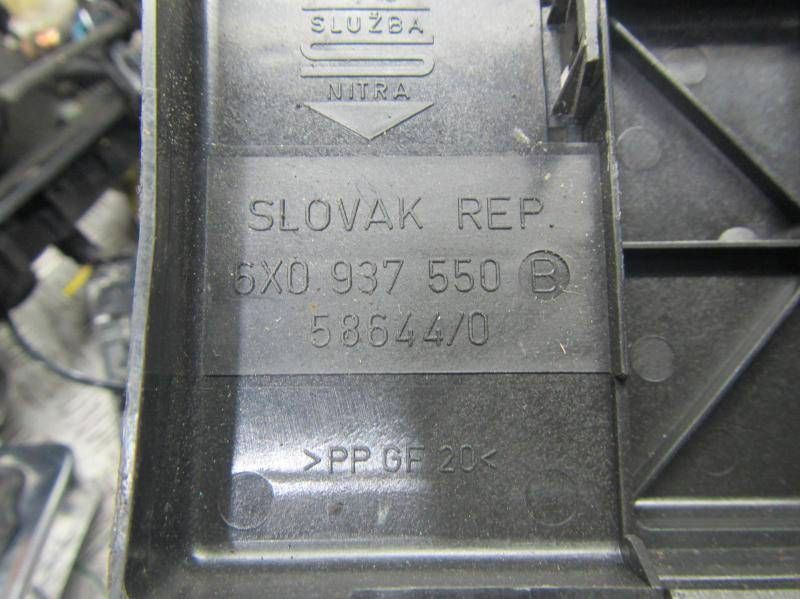 SLUŽBA
NITRA
SLOVAK REP.
6X0 937 550 B
58644/0
>PP GF 20<